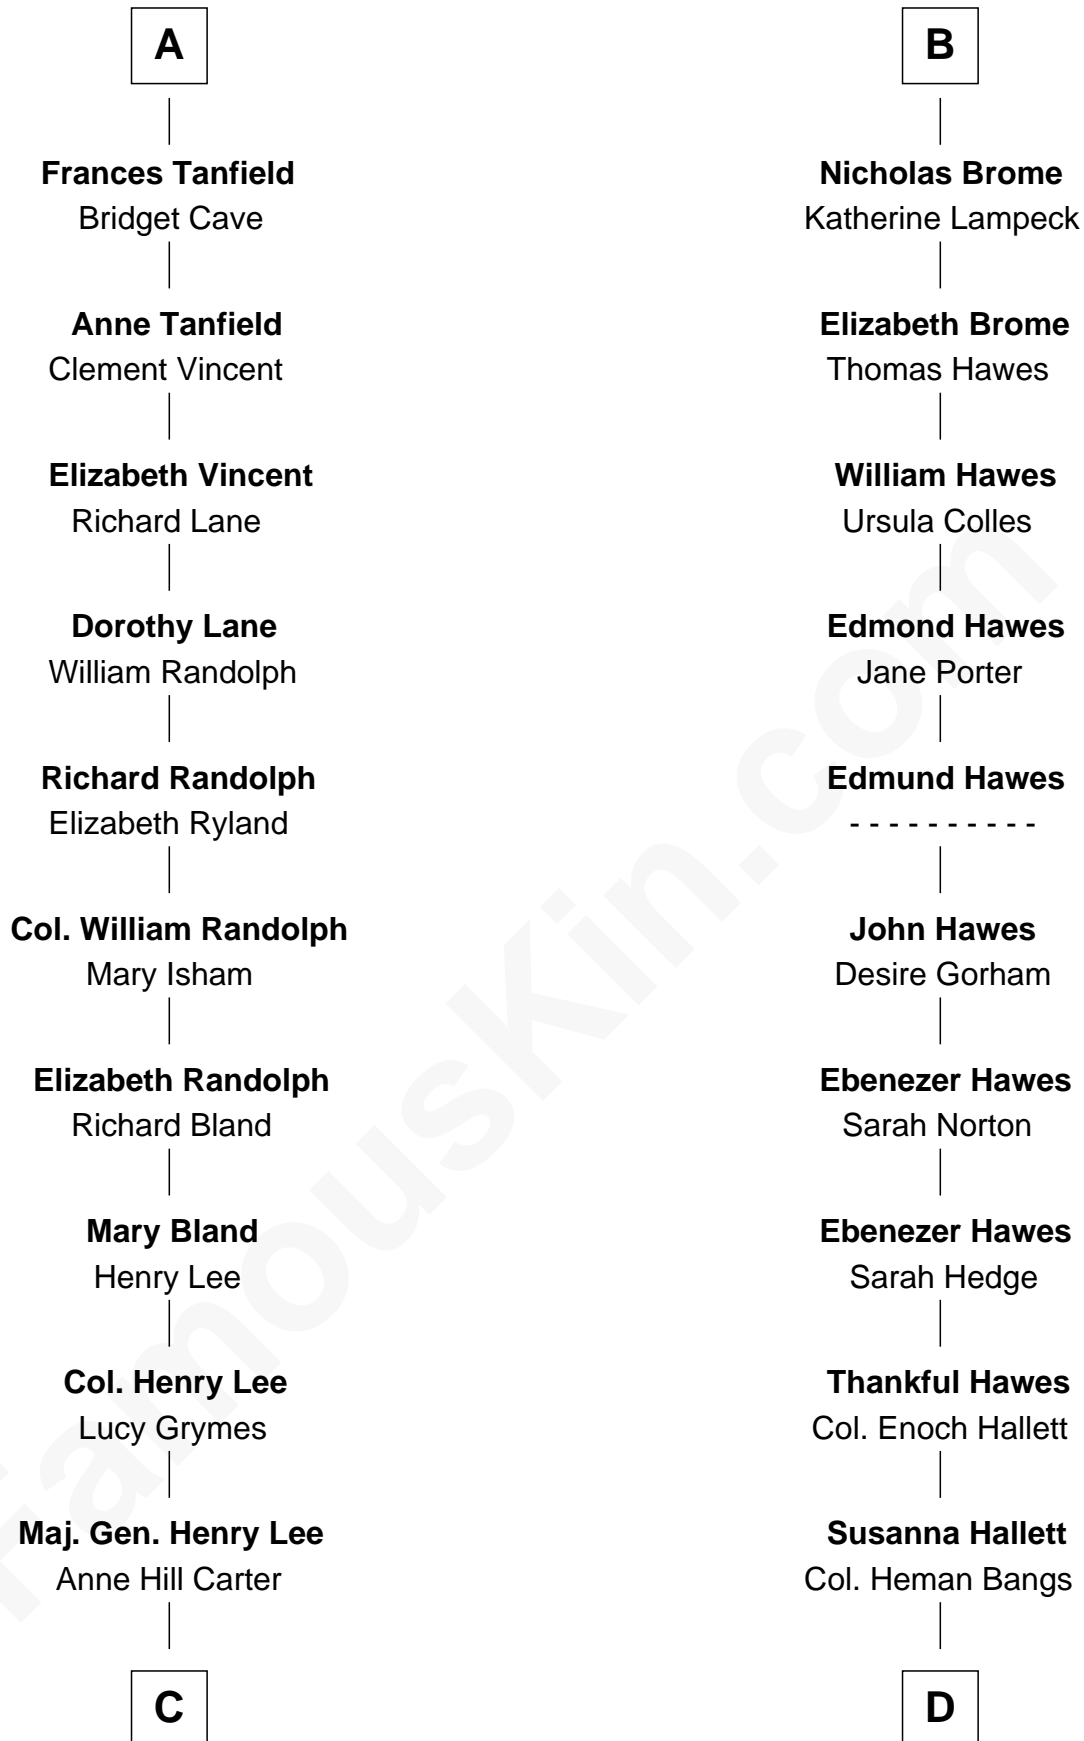 A
Frances Tanfield
Bridget Cave
Anne Tanfield
Clement Vincent
Elizabeth Vincent
Richard Lane
Dorothy Lane
William Randolph
Richard Randolph
Elizabeth Ryland
Col. William Randolph
Mary Isham
Elizabeth Randolph
Richard Bland
Mary Bland
Henry Lee
Col. Henry Lee
Lucy Grymes
Maj. Gen. Henry Lee
Anne Hill Carter
C
B
Nicholas Brome
Katherine Lampeck
Elizabeth Brome
Thomas Hawes
William Hawes
Ursula Colles
Edmond Hawes
Jane Porter
Edmund Hawes
- - - - - - - - - -
John Hawes
Desire Gorham
Ebenezer Hawes
Sarah Norton
Ebenezer Hawes
Sarah Hedge
Thankful Hawes
Col. Enoch Hallett
Susanna Hallett
Col. Heman Bangs
D
FamousKin.com